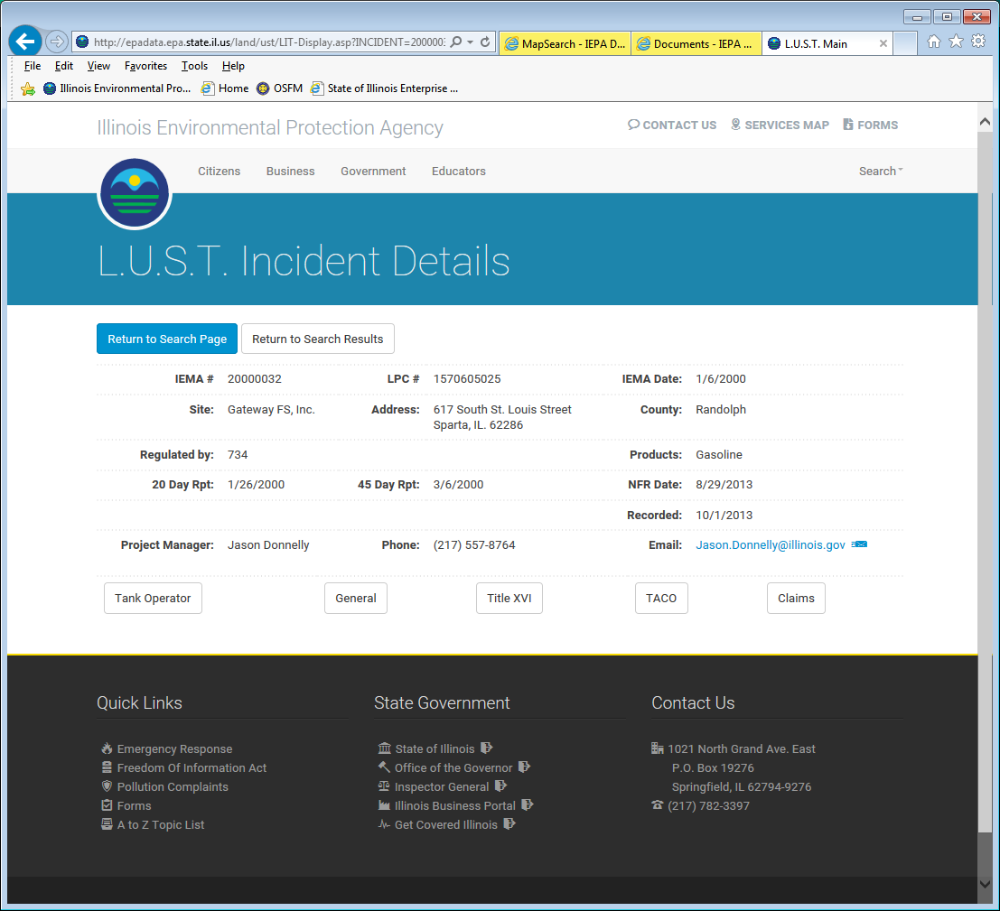 http://epadata.epa.state.il.us/land/ust/LIT-Display.asp?INCIDENT=200003
MapSearch - IEPA D...
Documents - IEPA ...
L.U.S.T. Main
File Edit View Favorites Tools Help
Illinois Environmental Pro... Home OSFM State of Illinois Enterprise ...
Illinois Environmental Protection Agency
CONTACT US SERVICES MAP FORMS
Citizens Business Government Educators Search
L.U.S.T. Incident Details
Return to Search Page Return to Search Results
IEMA # 20000032 LPC # 1570605025 IEMA Date: 1/6/2000
Site: Gateway FS, Inc. Address: 617 South St. Louis Street County: Randolph
Sparta, IL. 62286
Regulated by: 734 Products: Gasoline
20 Day Rpt: 1/26/2000 45 Day Rpt: 3/6/2000 NFR Date: 8/29/2013
Recorded: 10/1/2013
Project Manager: Jason Donnelly Phone: (217) 557-8764 Email: Jason.Donnelly@illinois.gov
Tank Operator General Title XVI TACO Claims
Quick Links
Emergency Response
Freedom Of Information Act
Pollution Complaints
Forms
A to Z Topic List
State Government
State of Illinois
Office of the Governor
Inspector General
Illinois Business Portal
Get Covered Illinois
Contact Us
1021 North Grand Ave. East
P.O. Box 19276
Springfield, IL 62794-9276
(217) 782-3397